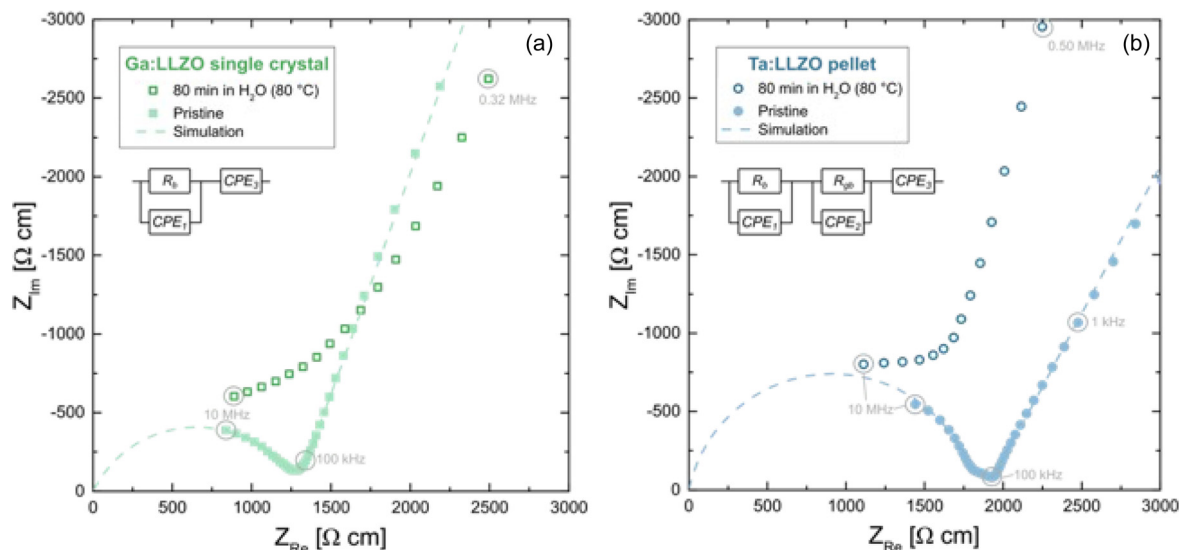 (a)
Ga:LLZO single crystal
80 min in H2O (80 °C)
Pristine
Simulation
0.32 MHz
10 MHz
100 kHz
Rb
CPE1
CPE3
-3000
-2500
-2000
-1500
-1000
-500
0
ZIm [Ω cm]
0 500 1000 1500 2000 2500 3000
ZRe [Ω cm]
(b)
Ta:LLZO pellet
80 min in H2O (80 °C)
Pristine
Simulation
0.50 MHz
10 MHz
1 kHz
100 kHz
Rb
CPE1
Rgb
CPE2
CPE3
-3000
-2500
-2000
-1500
-1000
-500
0
ZIm [Ω cm]
0 500 1000 1500 2000 2500 3000
ZRe [Ω cm]